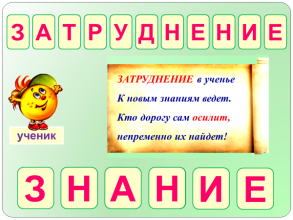 ЗАТРУДНЕНИЕ
ЗАТРУДНЕНИЕ в ученье
К новым знаниям ведет.
Кто дорогу сам осилит,
непременно их найдет!
ученик
ЗНАНИЕ